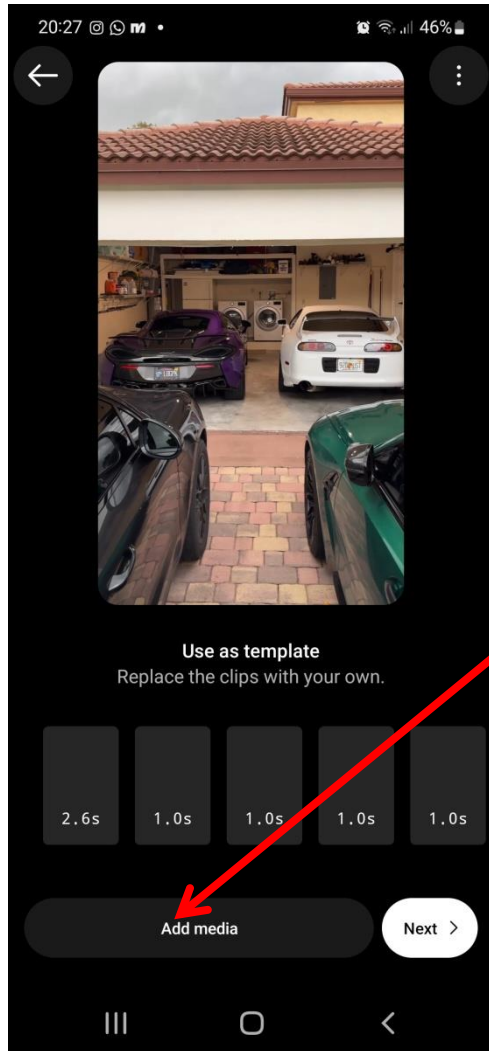 20:27
46%
Use as template
Replace the clips with your own.
2.6s 1.0s 1.0s 1.0s 1.0s
Add media
Next